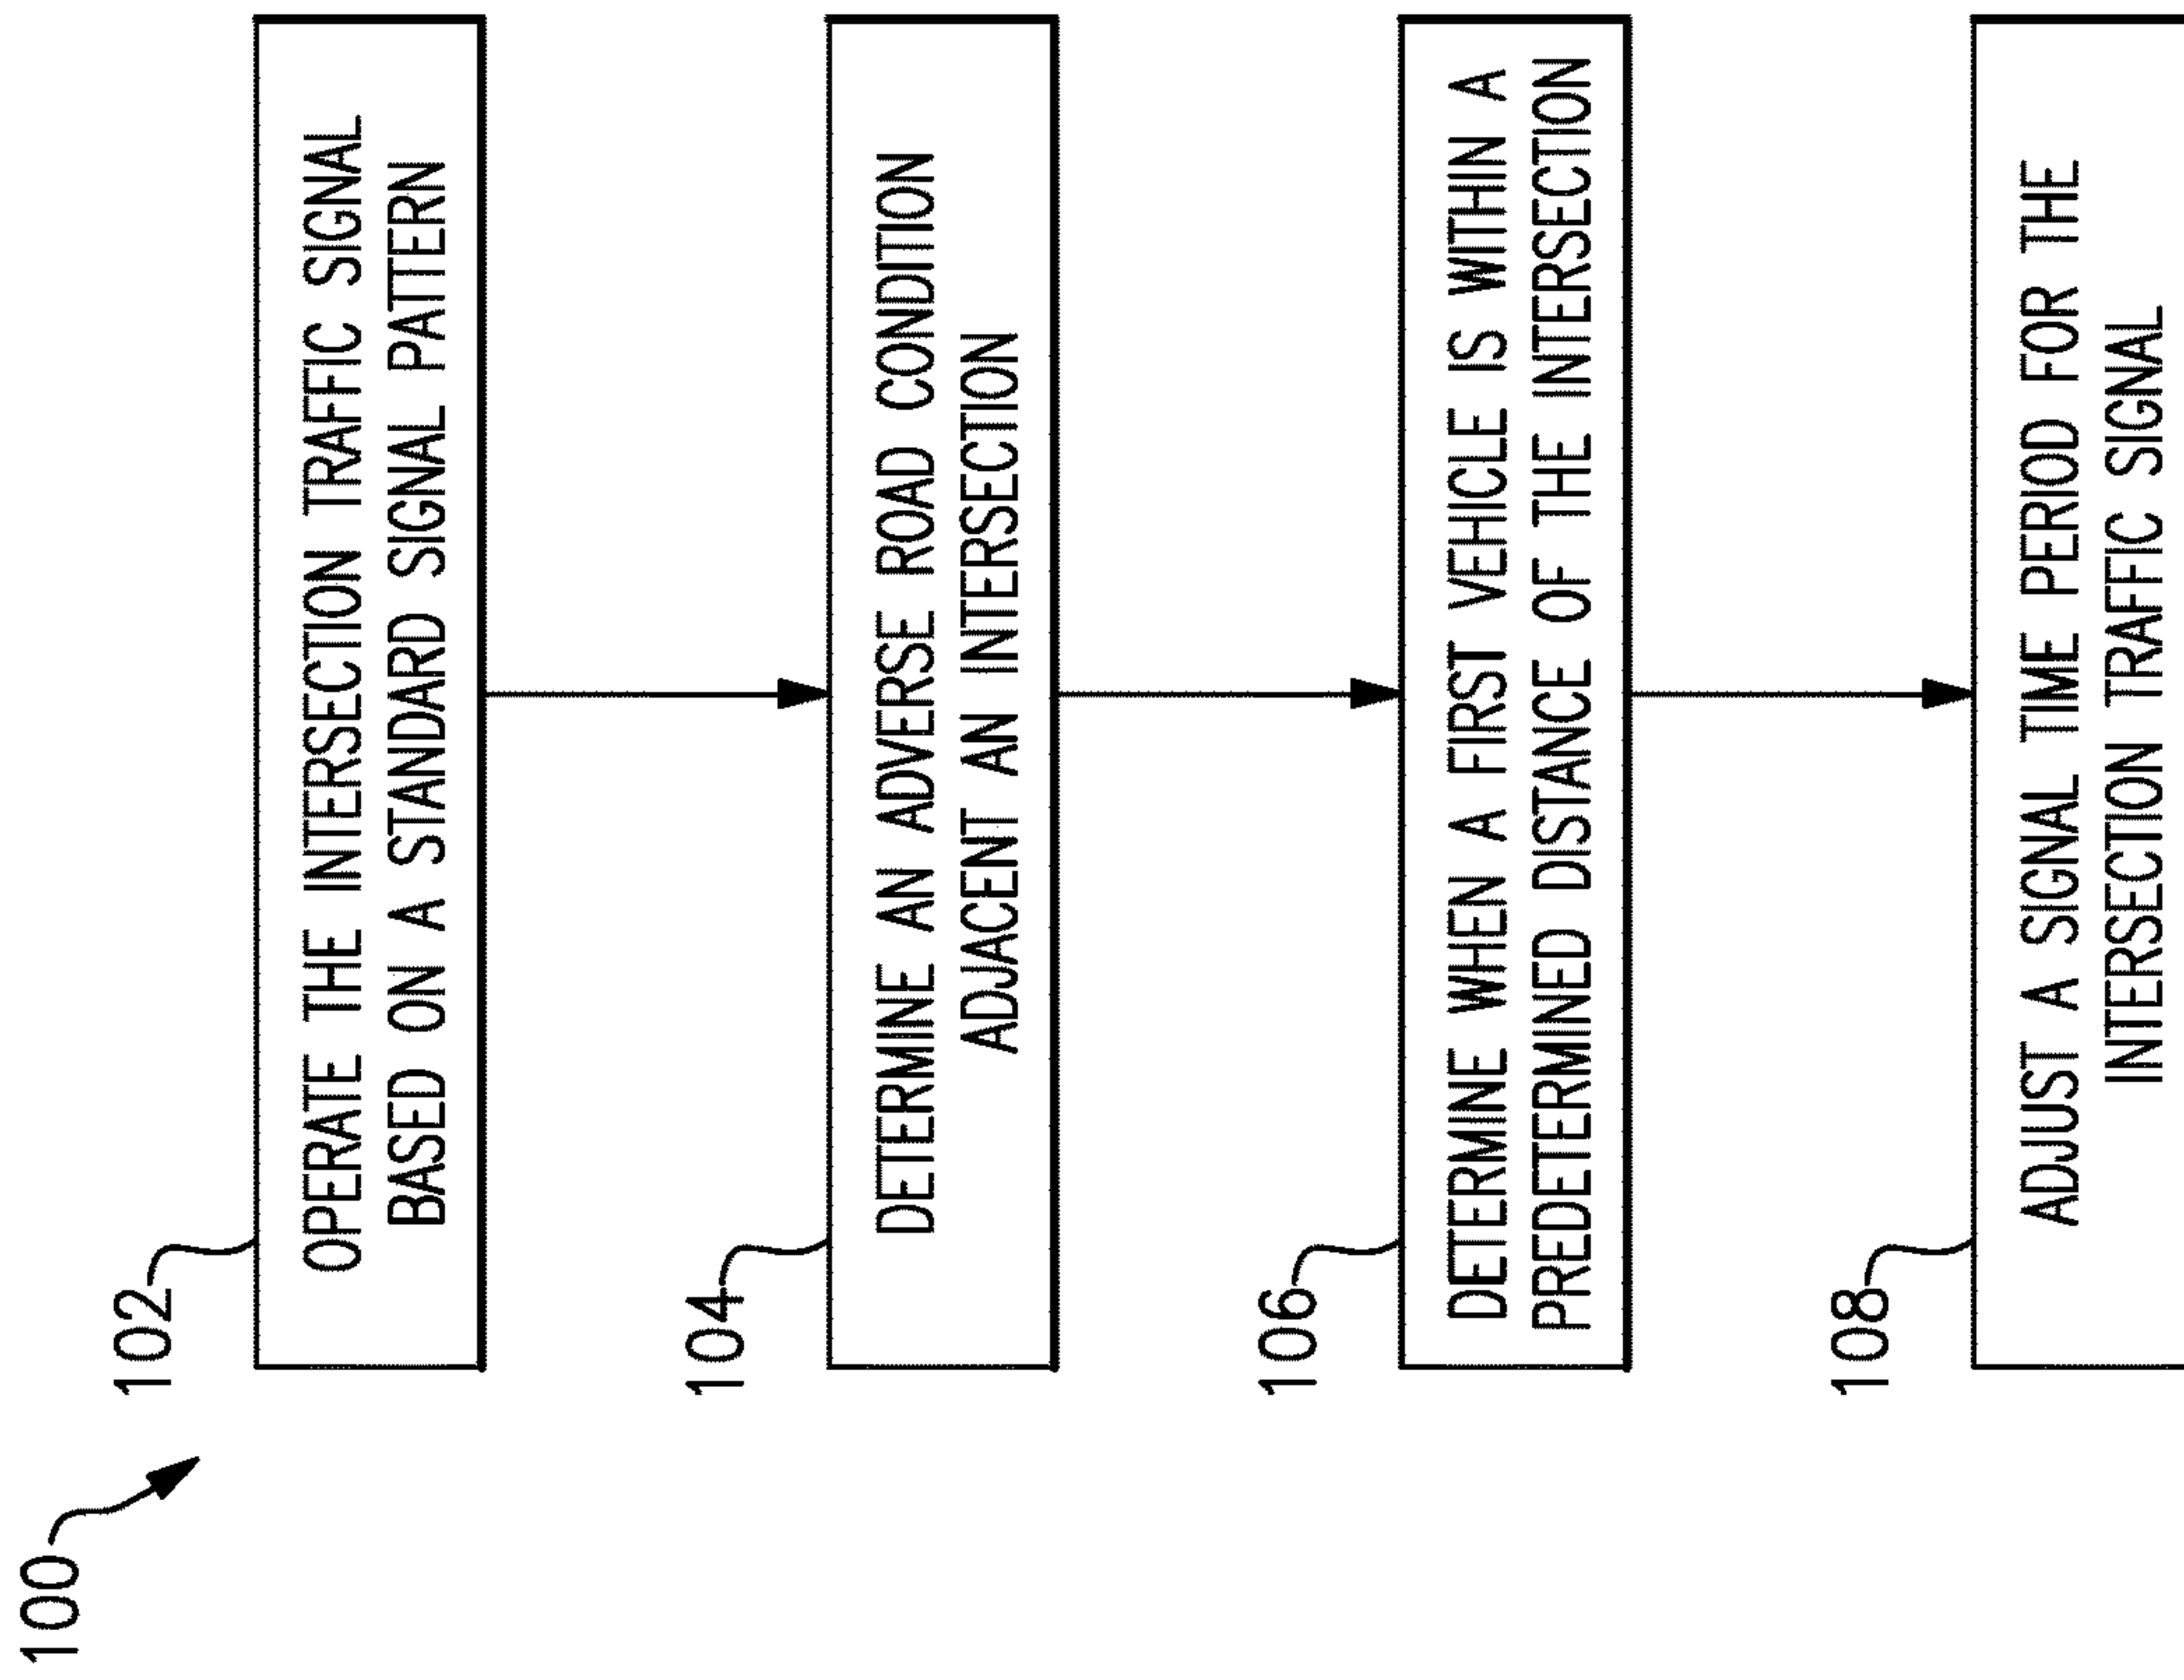 100
102
OPERATE THE INTERSECTION TRAFFIC SIGNAL
BASED ON A STANDARD SIGNAL PATTERN
104
DETERMINE AN ADVERSE ROAD CONDITION
ADJACENT AN INTERSECTION
106
DETERMINE WHEN A FIRST VEHICLE IS WITHIN A
PREDETERMINED DISTANCE OF THE INTERSECTION
108
ADJUST A SIGNAL TIME PERIOD FOR THE
INTERSECTION TRAFFIC SIGNAL